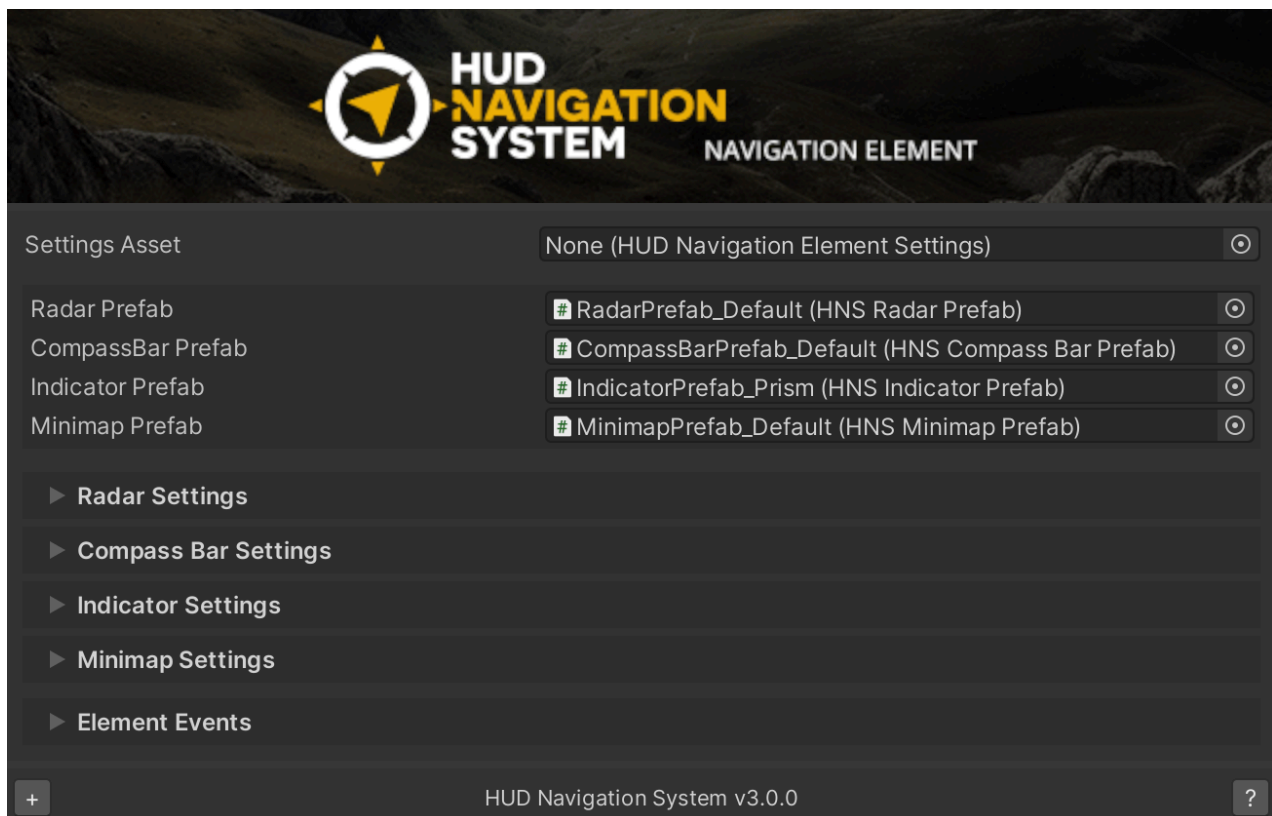 HUD
NAVIGATION
SYSTEM
NAVIGATION ELEMENT
Settings Asset None (HUD Navigation Element Settings)
Radar Prefab # RadarPrefab_Default (HNS Radar Prefab)
CompassBar Prefab # CompassBarPrefab_Default (HNS Compass Bar Prefab)
Indicator Prefab # IndicatorPrefab_Prism (HNS Indicator Prefab)
Minimap Prefab # MinimapPrefab_Default (HNS Minimap Prefab)
Radar Settings
Compass Bar Settings
Indicator Settings
Minimap Settings
Element Events
+ HUD Navigation System v3.0.0 ?